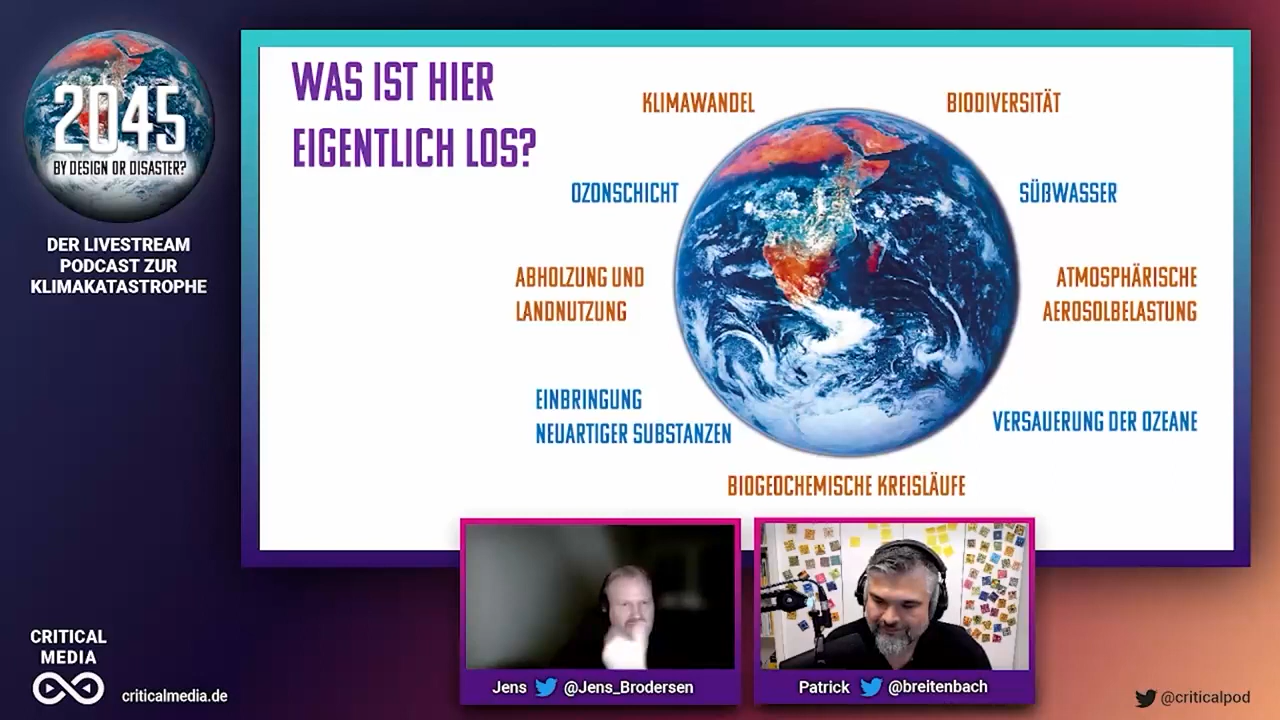 2045
BY DESIGN OR DISASTER?
DER LIVESTREAM
PODCAST ZUR
KLIMAKATASTROPHE
WAS IST HIER
EIGENTLICH LOS?
KLIMAWANDEL
BIODIVERSITÄT
OZONSCHICHT
SÜßWASSER
ABHOLZUNG UND
LANDNUTZUNG
ATMOSPHÄRISCHE
AEROSOLBELASTUNG
EINBRINGUNG
NEUARTIGER SUBSTANZEN
VERSAUERUNG DER OZEANE
BIOGEOCHEMISCHE KREISLÄUFE
Jens @Jens_Brodersen
Patrick @breitenbach
CRITICAL
MEDIA
criticalmedia.de
@criticalpod